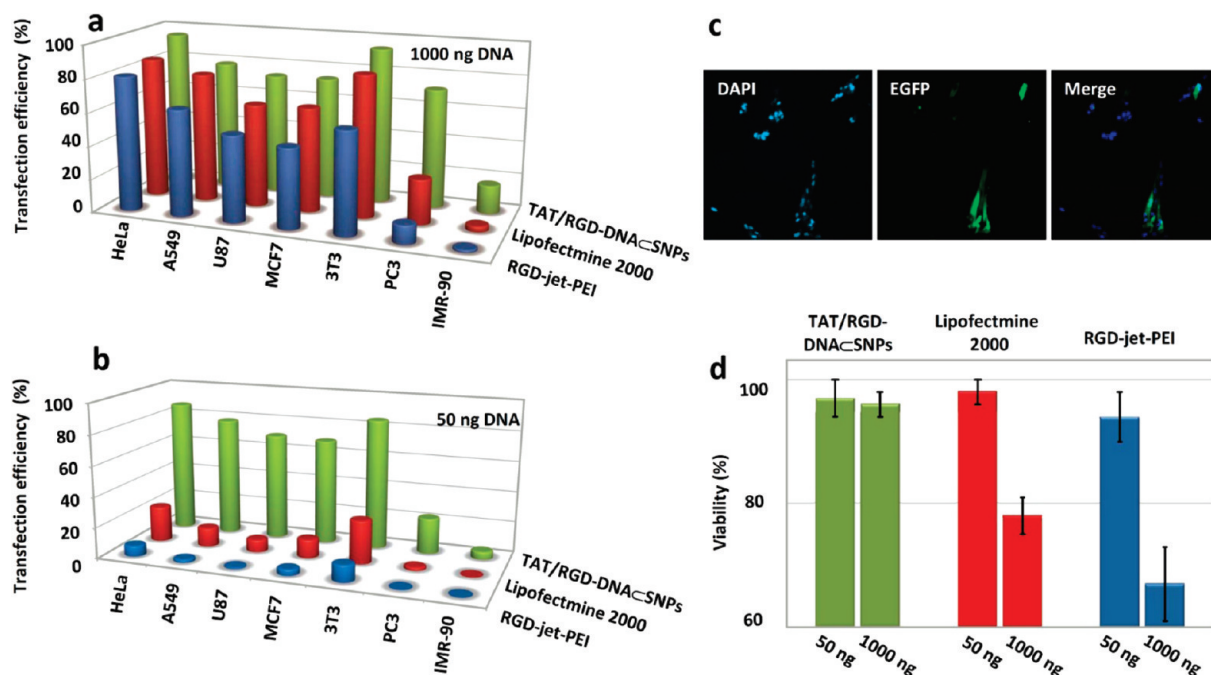 a
1000 ng DNA
Transfection efficiency (%)
100
80
60
40
20
0
HeLa
A549
U87
MCF7
3T3
PC3
IMR-90
TAT/RGD-DNA⊂SNPs
Lipofectmine 2000
RGD-jet-PEI
b
50 ng DNA
Transfection efficiency (%)
100
80
60
40
20
0
HeLa
A549
U87
MCF7
3T3
PC3
IMR-90
TAT/RGD-DNA⊂SNPs
Lipofectmine 2000
RGD-jet-PEI
c
DAPI
EGFP
Merge
d
TAT/RGD-
DNA⊂SNPs
Lipofectmine
2000
RGD-jet-PEI
Viability (%)
100
80
60
50 ng
1000 ng
50 ng
1000 ng
50 ng
1000 ng